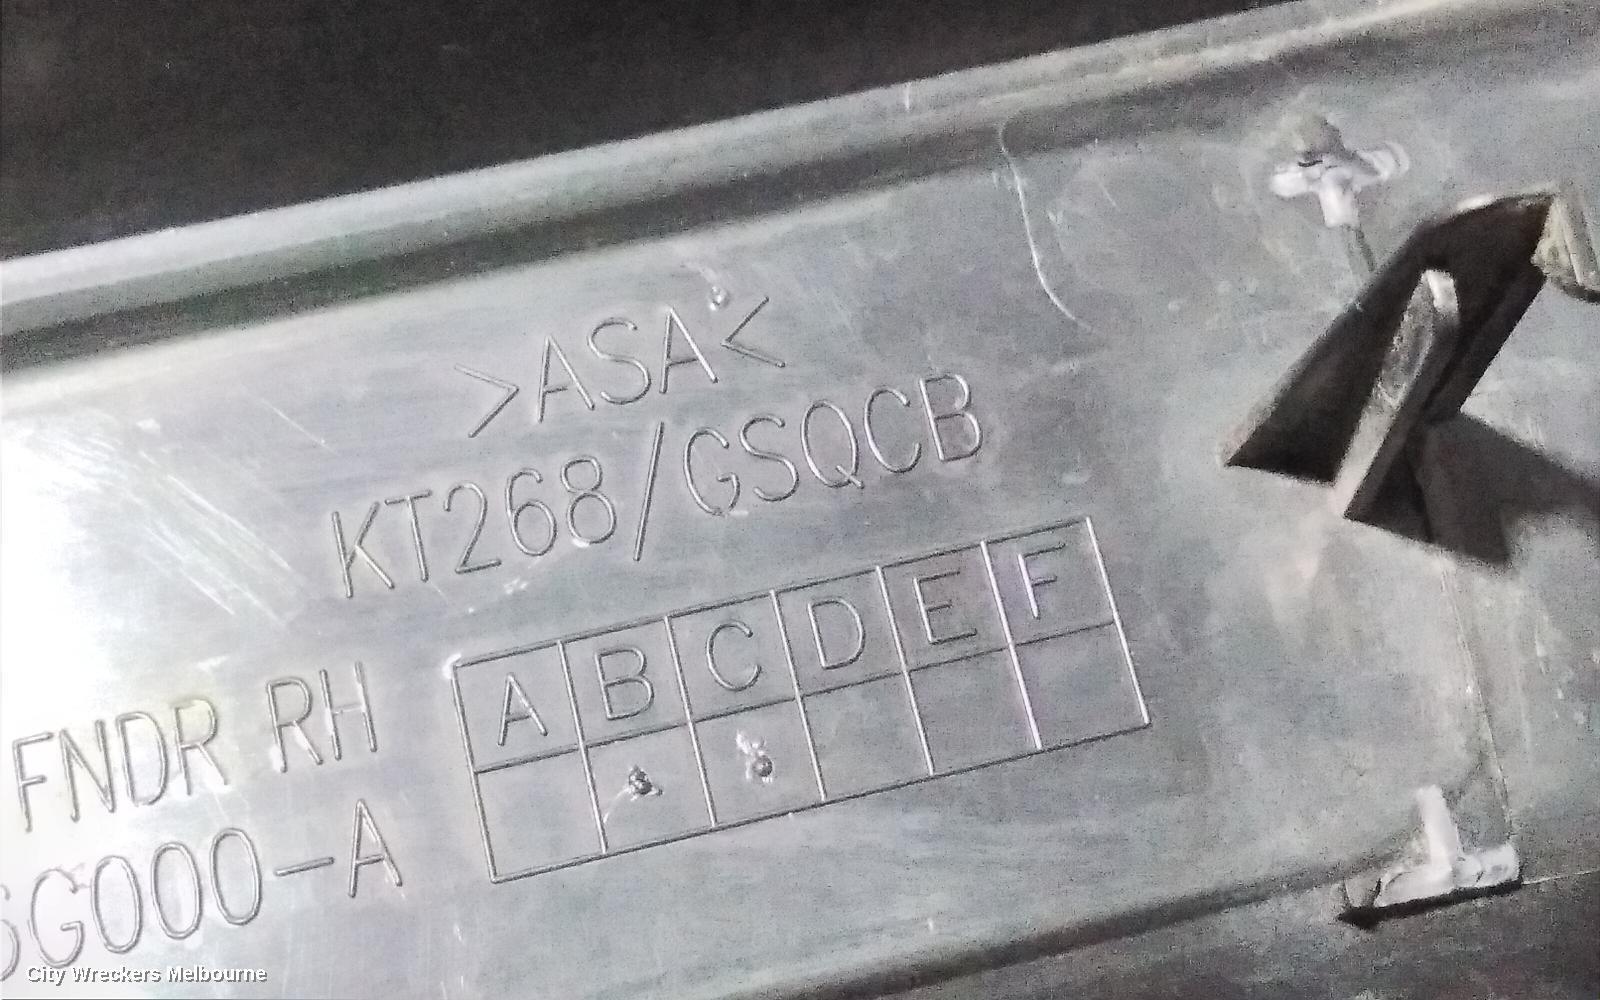 >ASA<
KT268/GSQCB
A B C D E F
FNDR RH
G000-A
City Wreckers Melbourne